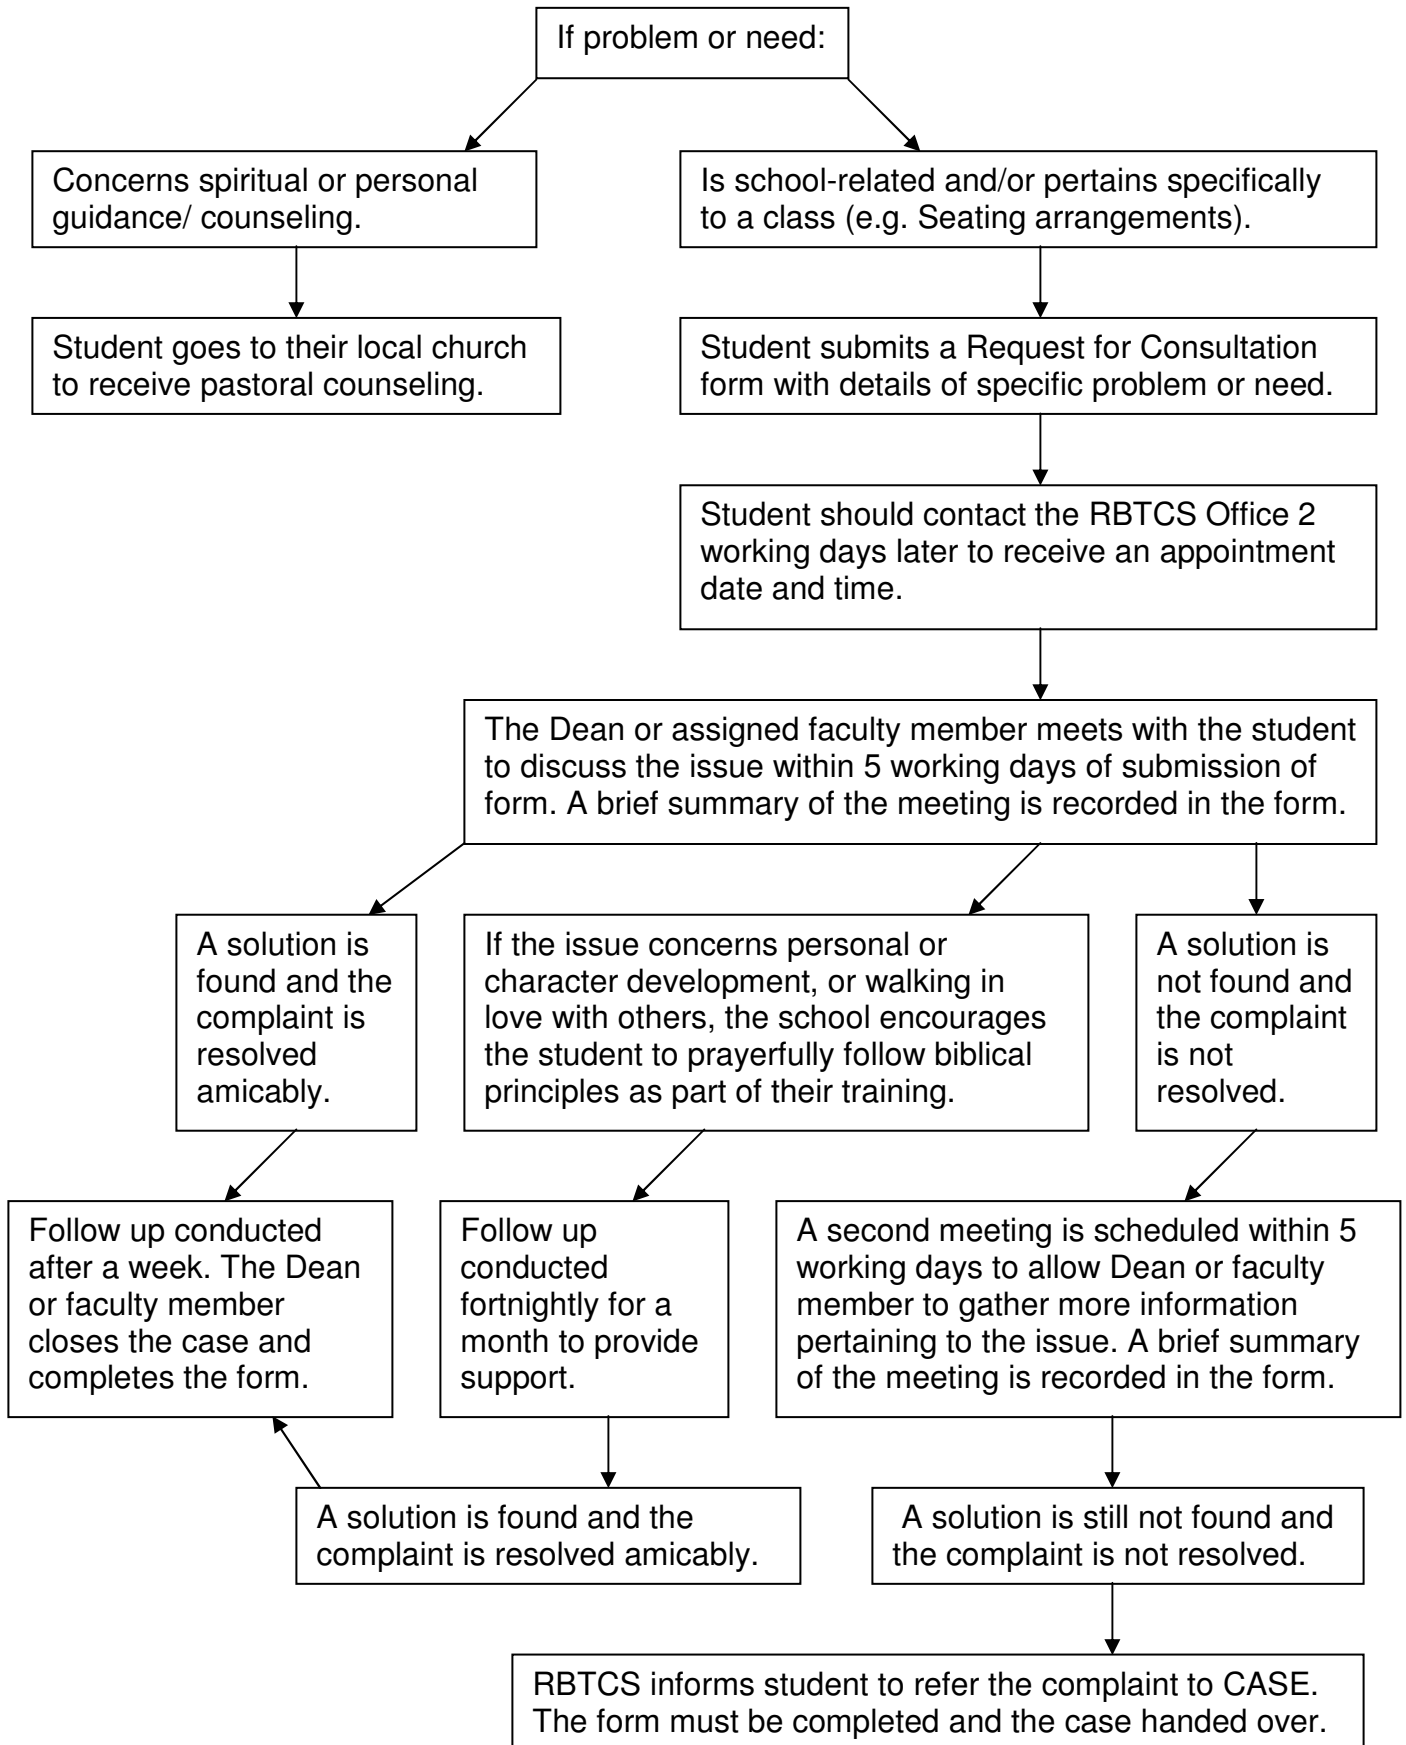 If problem or need:
Concerns spiritual or personal
guidance/ counseling.
Is school-related and/or pertains specifically
to a class (e.g. Seating arrangements).
Student goes to their local church
to receive pastoral counseling.
Student submits a Request for Consultation
form with details of specific problem or need.
Student should contact the RBTCS Office 2
working days later to receive an appointment
date and time.
The Dean or assigned faculty member meets with the student
to discuss the issue within 5 working days of submission of
form. A brief summary of the meeting is recorded in the form.
A solution is
found and the
complaint is
resolved
amicably.
If the issue concerns personal or
character development, or walking in
love with others, the school encourages
the student to prayerfully follow biblical
principles as part of their training.
A solution is
not found and
the complaint
is not
resolved.
Follow up conducted
after a week. The Dean
or faculty member
closes the case and
completes the form.
Follow up
conducted
fortnightly for a
month to provide
support.
A second meeting is scheduled within 5
working days to allow Dean or faculty
member to gather more information
pertaining to the issue. A brief summary
of the meeting is recorded in the form.
A solution is found and the
complaint is resolved amicably.
A solution is still not found and
the complaint is not resolved.
RBTCS informs student to refer the complaint to CASE.
The form must be completed and the case handed over.